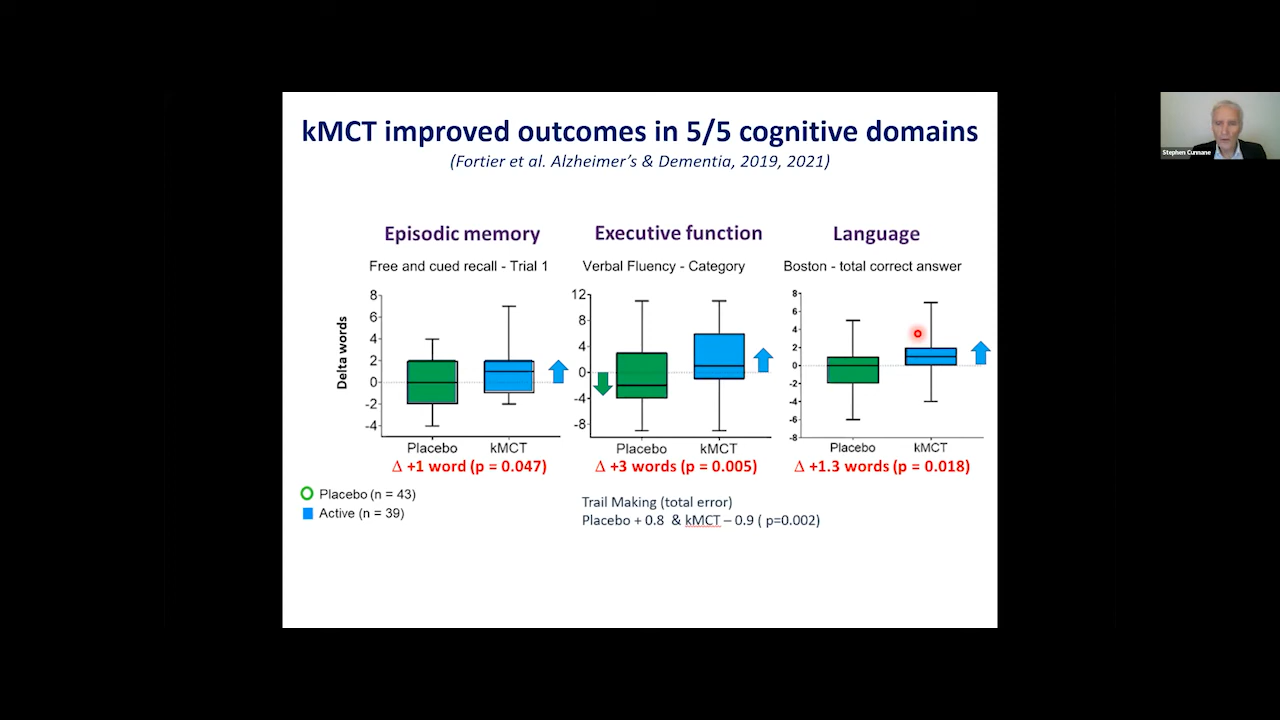 kMCT improved outcomes in 5/5 cognitive domains
(Fortier et al. Alzheimer's & Dementia, 2019, 2021)
Stephen Cunnane
Episodic memory
Executive function
Language
Free and cued recall - Trial 1
Verbal Fluency - Category
Boston - total correct answer
Delta words
8
6
4
2
0
-2
-4
12
8
4
0
-4
-8
8
6
4
2
0
-2
-4
-6
-8
Placebo kMCT
Placebo kMCT
Placebo kMCT
Δ +1 word (p = 0.047)
Δ +3 words (p = 0.005)
Δ +1.3 words (p = 0.018)
Placebo (n = 43)
Active (n = 39)
Trail Making (total error)
Placebo + 0.8 & kMCT – 0.9 ( p=0.002)